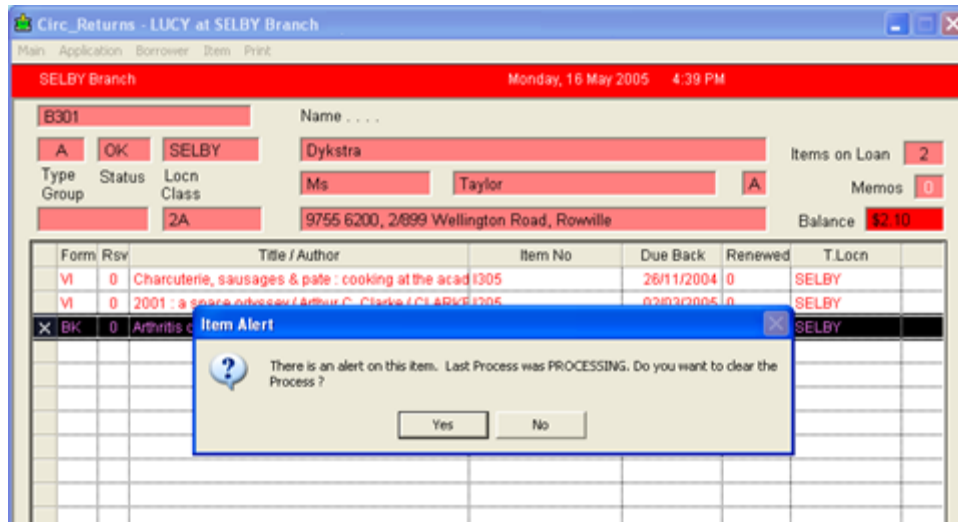 Circ_Returns - LUCY at SELBY Branch
Main Application Borrower Item Print
SELBY Branch Monday, 16 May 2005 4:39 PM
B301 Name . . . .
A OK SELBY Dykstra Items on Loan 2
Type Status Locn Ms Taylor A Memos 0
Group Class
2A 9755 6200, 2/899 Wellington Road, Rowville Balance $2.10
Form Rsv Title / Author Item No Due Back Renewed T.Locn
VI 0 Charcuterie, sausages & pate : cooking at the acad I305 26/11/2004 0 SELBY
VI 0 2001 : a space odyssey / Arthur C. Clarke / CLARKE I205 02/03/2005 0 SELBY
X BK 0 Arthritis SELBY
Item Alert
There is an alert on this item. Last Process was PROCESSING. Do you want to clear the
Process ?
Yes No